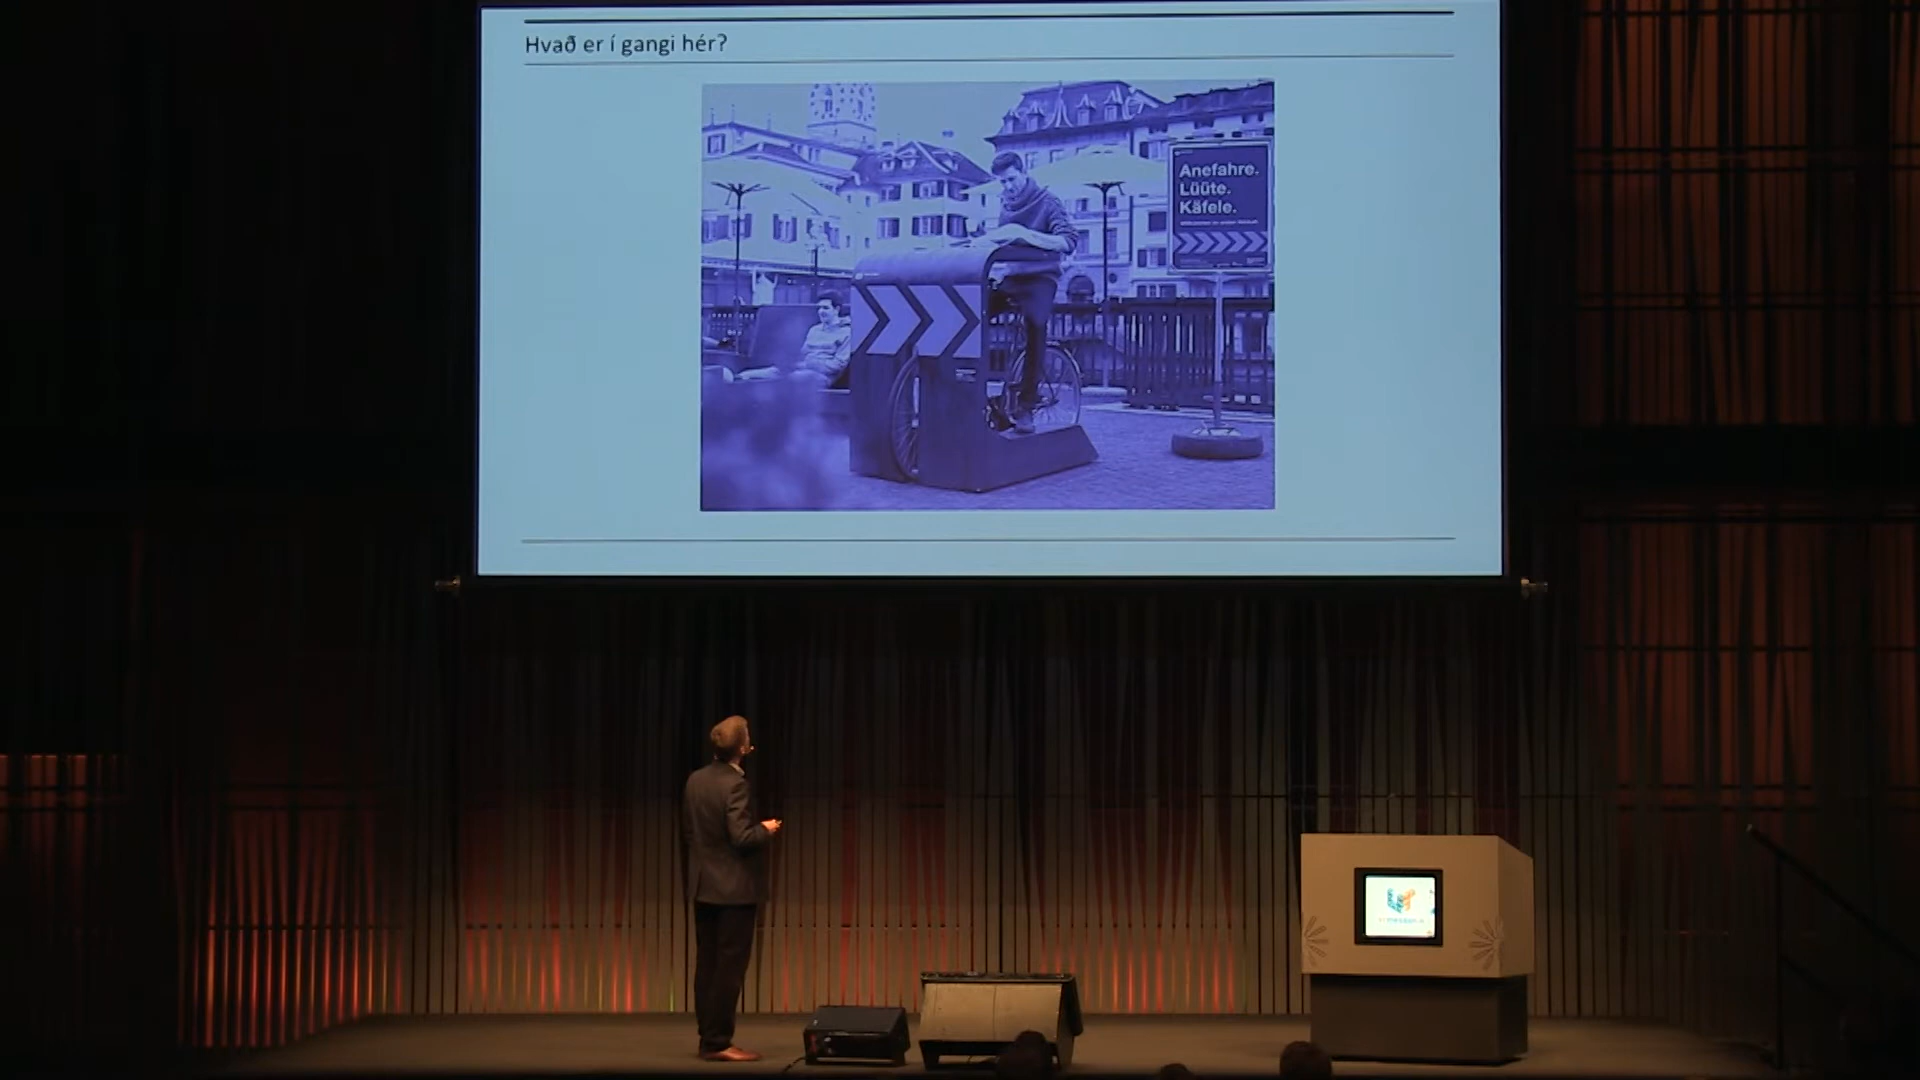 Hvað er í gangi hér?
Anefahre.
Lüüte.
Käfele.